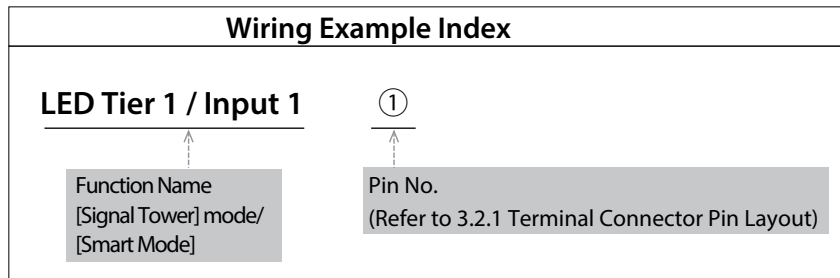 Wiring Example Index
LED Tier 1 / Input 1 ①
Function Name
[Signal Tower] mode/
[Smart Mode]
Pin No.
(Refer to 3.2.1 Terminal Connector Pin Layout)